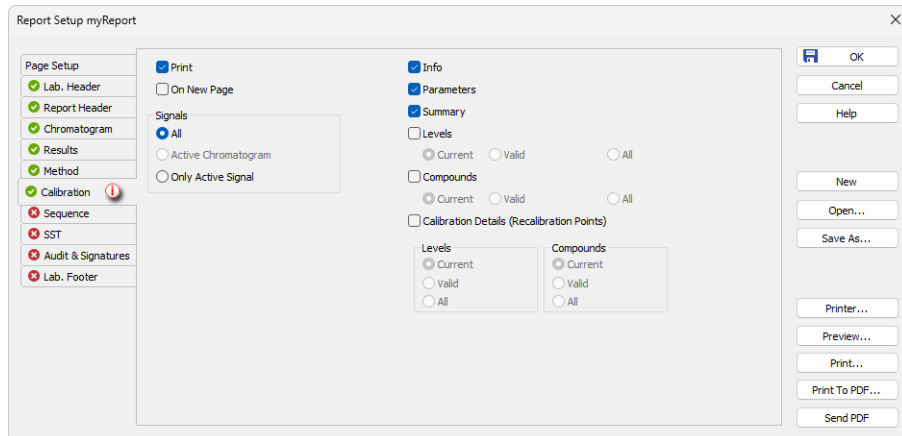 Report Setup myReport
Page Setup
Lab. Header
Report Header
Chromatogram
Results
Method
Calibration
Sequence
SST
Audit & Signatures
Lab. Footer
Print
On New Page
Signals
All
Active Chromatogram
Only Active Signal
Info
Parameters
Summary
Levels
Current Valid All
Compounds
Current Valid All
Calibration Details (Recalibration Points)
Levels
Current
Valid
All
Compounds
Current
Valid
All
OK
Cancel
Help
New
Open...
Save As...
Printer...
Preview...
Print...
Print To PDF...
Send PDF